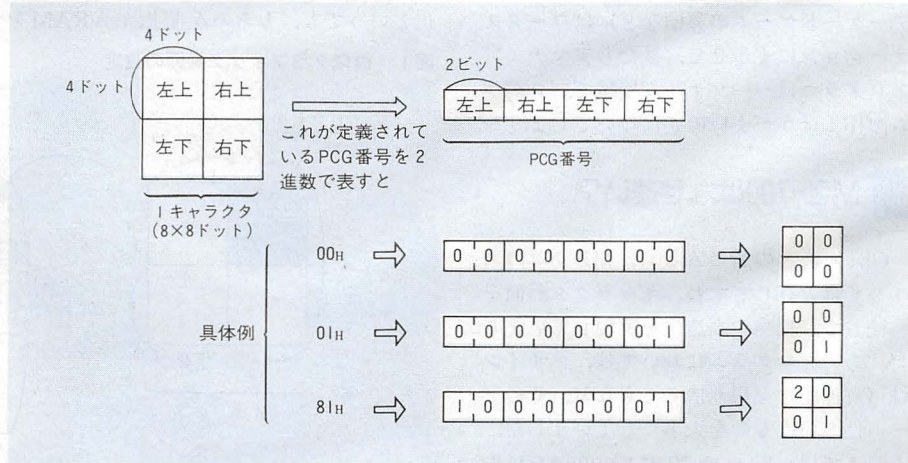 4ドット
4ドット
左上 右上
左下 右下
1キャラクタ
(8×8ドット)
これが定義されて
いるPCG番号を2
進数で表すと
2ビット
左上 右上 左下 右下
PCG番号
具体例
00H 0 0 0 0 0 0 0 0
0 0
0 0
01H 0 0 0 0 0 0 0 1
0 0
0 1
81H 1 0 0 0 0 0 0 1
2 0
0 1